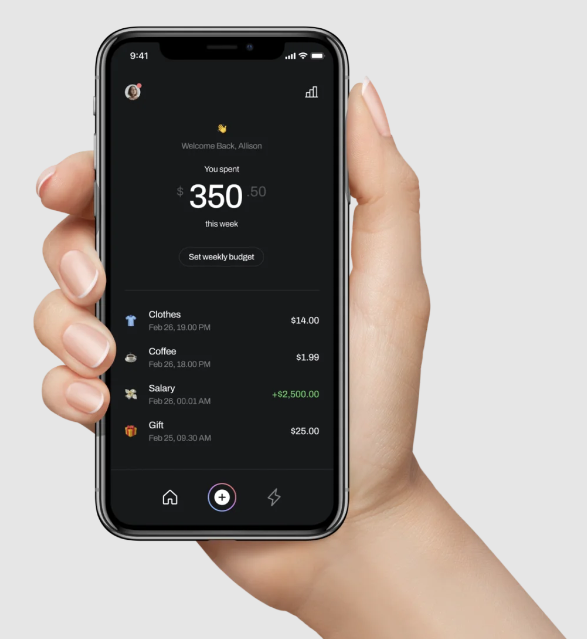 9:41
👋
Welcome Back, Allison
You spent
$ 350 .50
this week
Set weekly budget
Clothes
Feb 26, 19.00 PM
$14.00
Coffee
Feb 26, 18.00 PM
$1.99
Salary
Feb 26, 00.01 AM
+$2,500.00
Gift
Feb 25, 09.30 AM
$25.00